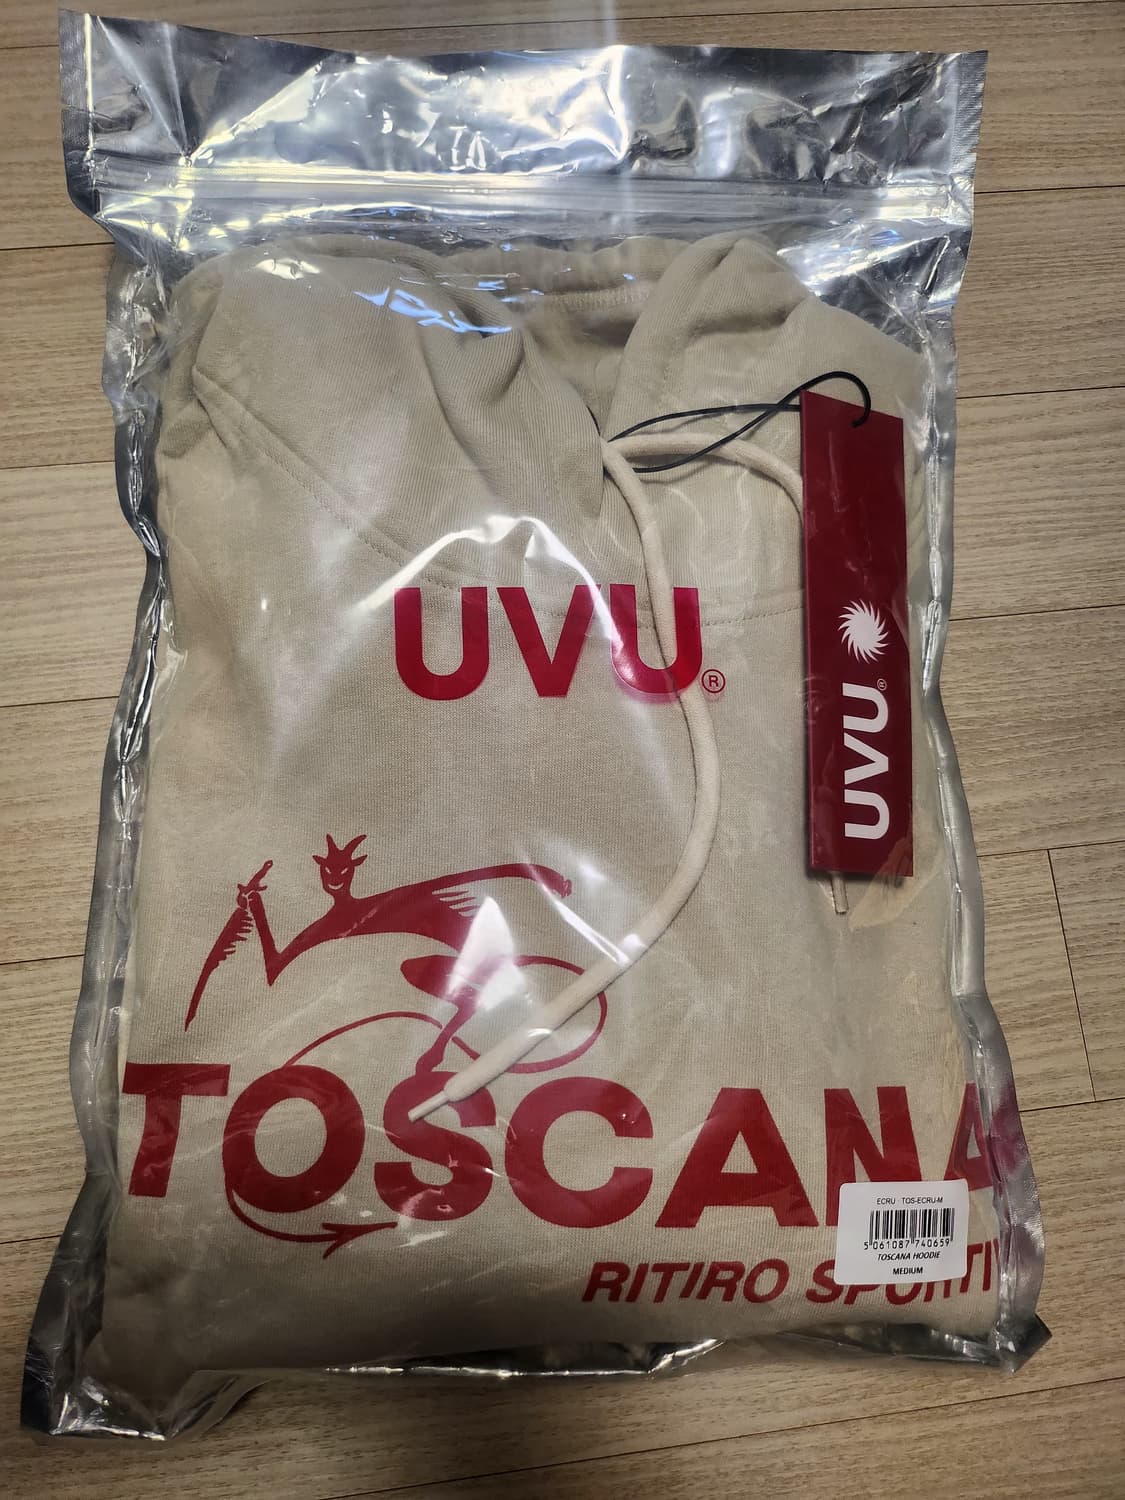 UVU®
UVU®
TOSCANA
RITIRO SPORTIV
ECRU TOS-ECRU-M
5 061087 740659
TOSCANA HOODIE
MEDIUM